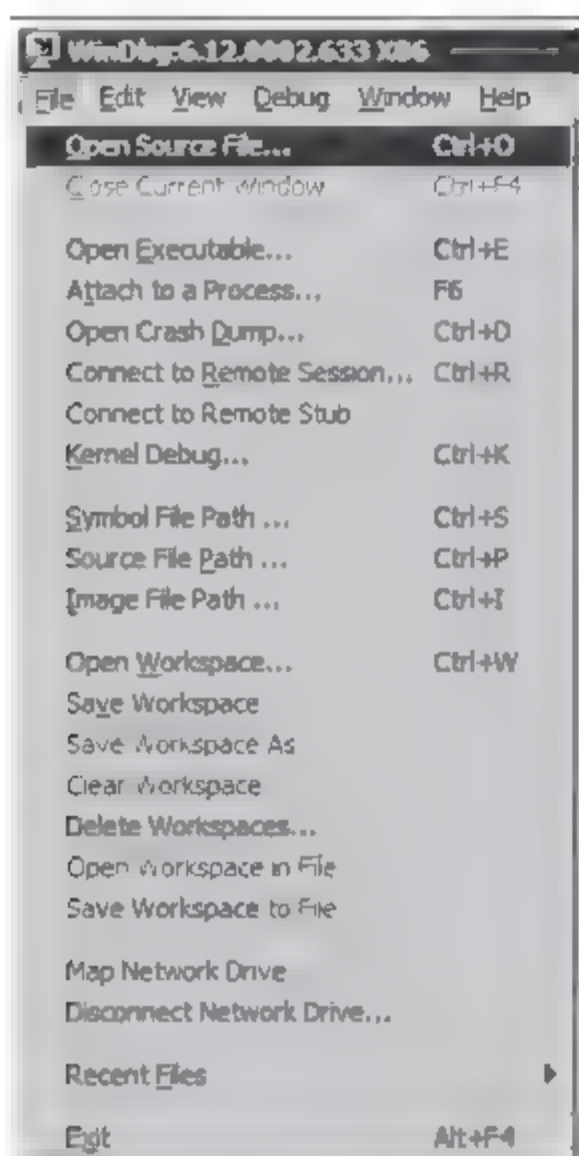 WinDbg:6.12.0002.633 X86
File Edit View Debug Window Help
Open Source File... Ctrl+O
Close Current Window Ctrl+F4
Open Executable... Ctrl+E
Attach to a Process... F6
Open Crash Dump... Ctrl+D
Connect to Remote Session... Ctrl+R
Connect to Remote Stub
Kernel Debug... Ctrl+K
Symbol File Path ... Ctrl+S
Source File Path ... Ctrl+P
Image File Path ... Ctrl+I
Open Workspace... Ctrl+W
Save Workspace
Save Workspace As
Clear Workspace
Delete Workspaces...
Open Workspace in File
Save Workspace to File
Map Network Drive
Disconnect Network Drive...
Recent Files
Exit Alt+F4